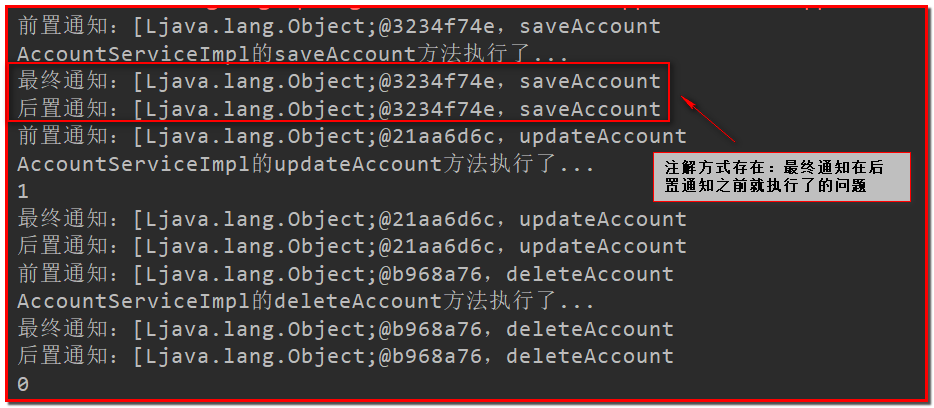 前置通知：[Ljava.lang.Object;@3234f74e，saveAccount
AccountServiceImpl的saveAccount方法执行了...
最终通知：[Ljava.lang.Object;@3234f74e，saveAccount
后置通知：[Ljava.lang.Object;@3234f74e，saveAccount
前置通知：[Ljava.lang.Object;@21aa6d6c，updateAccount
AccountServiceImpl的updateAccount方法执行了...
注解方式存在：最终通知在后
置通知之前就执行了的问题
1
最终通知：[Ljava.lang.Object;@21aa6d6c，updateAccount
后置通知：[Ljava.lang.Object;@21aa6d6c，updateAccount
前置通知：[Ljava.lang.Object;@b968a76，deleteAccount
AccountServiceImpl的deleteAccount方法执行了...
最终通知：[Ljava.lang.Object;@b968a76，deleteAccount
后置通知：[Ljava.lang.Object;@b968a76，deleteAccount
0